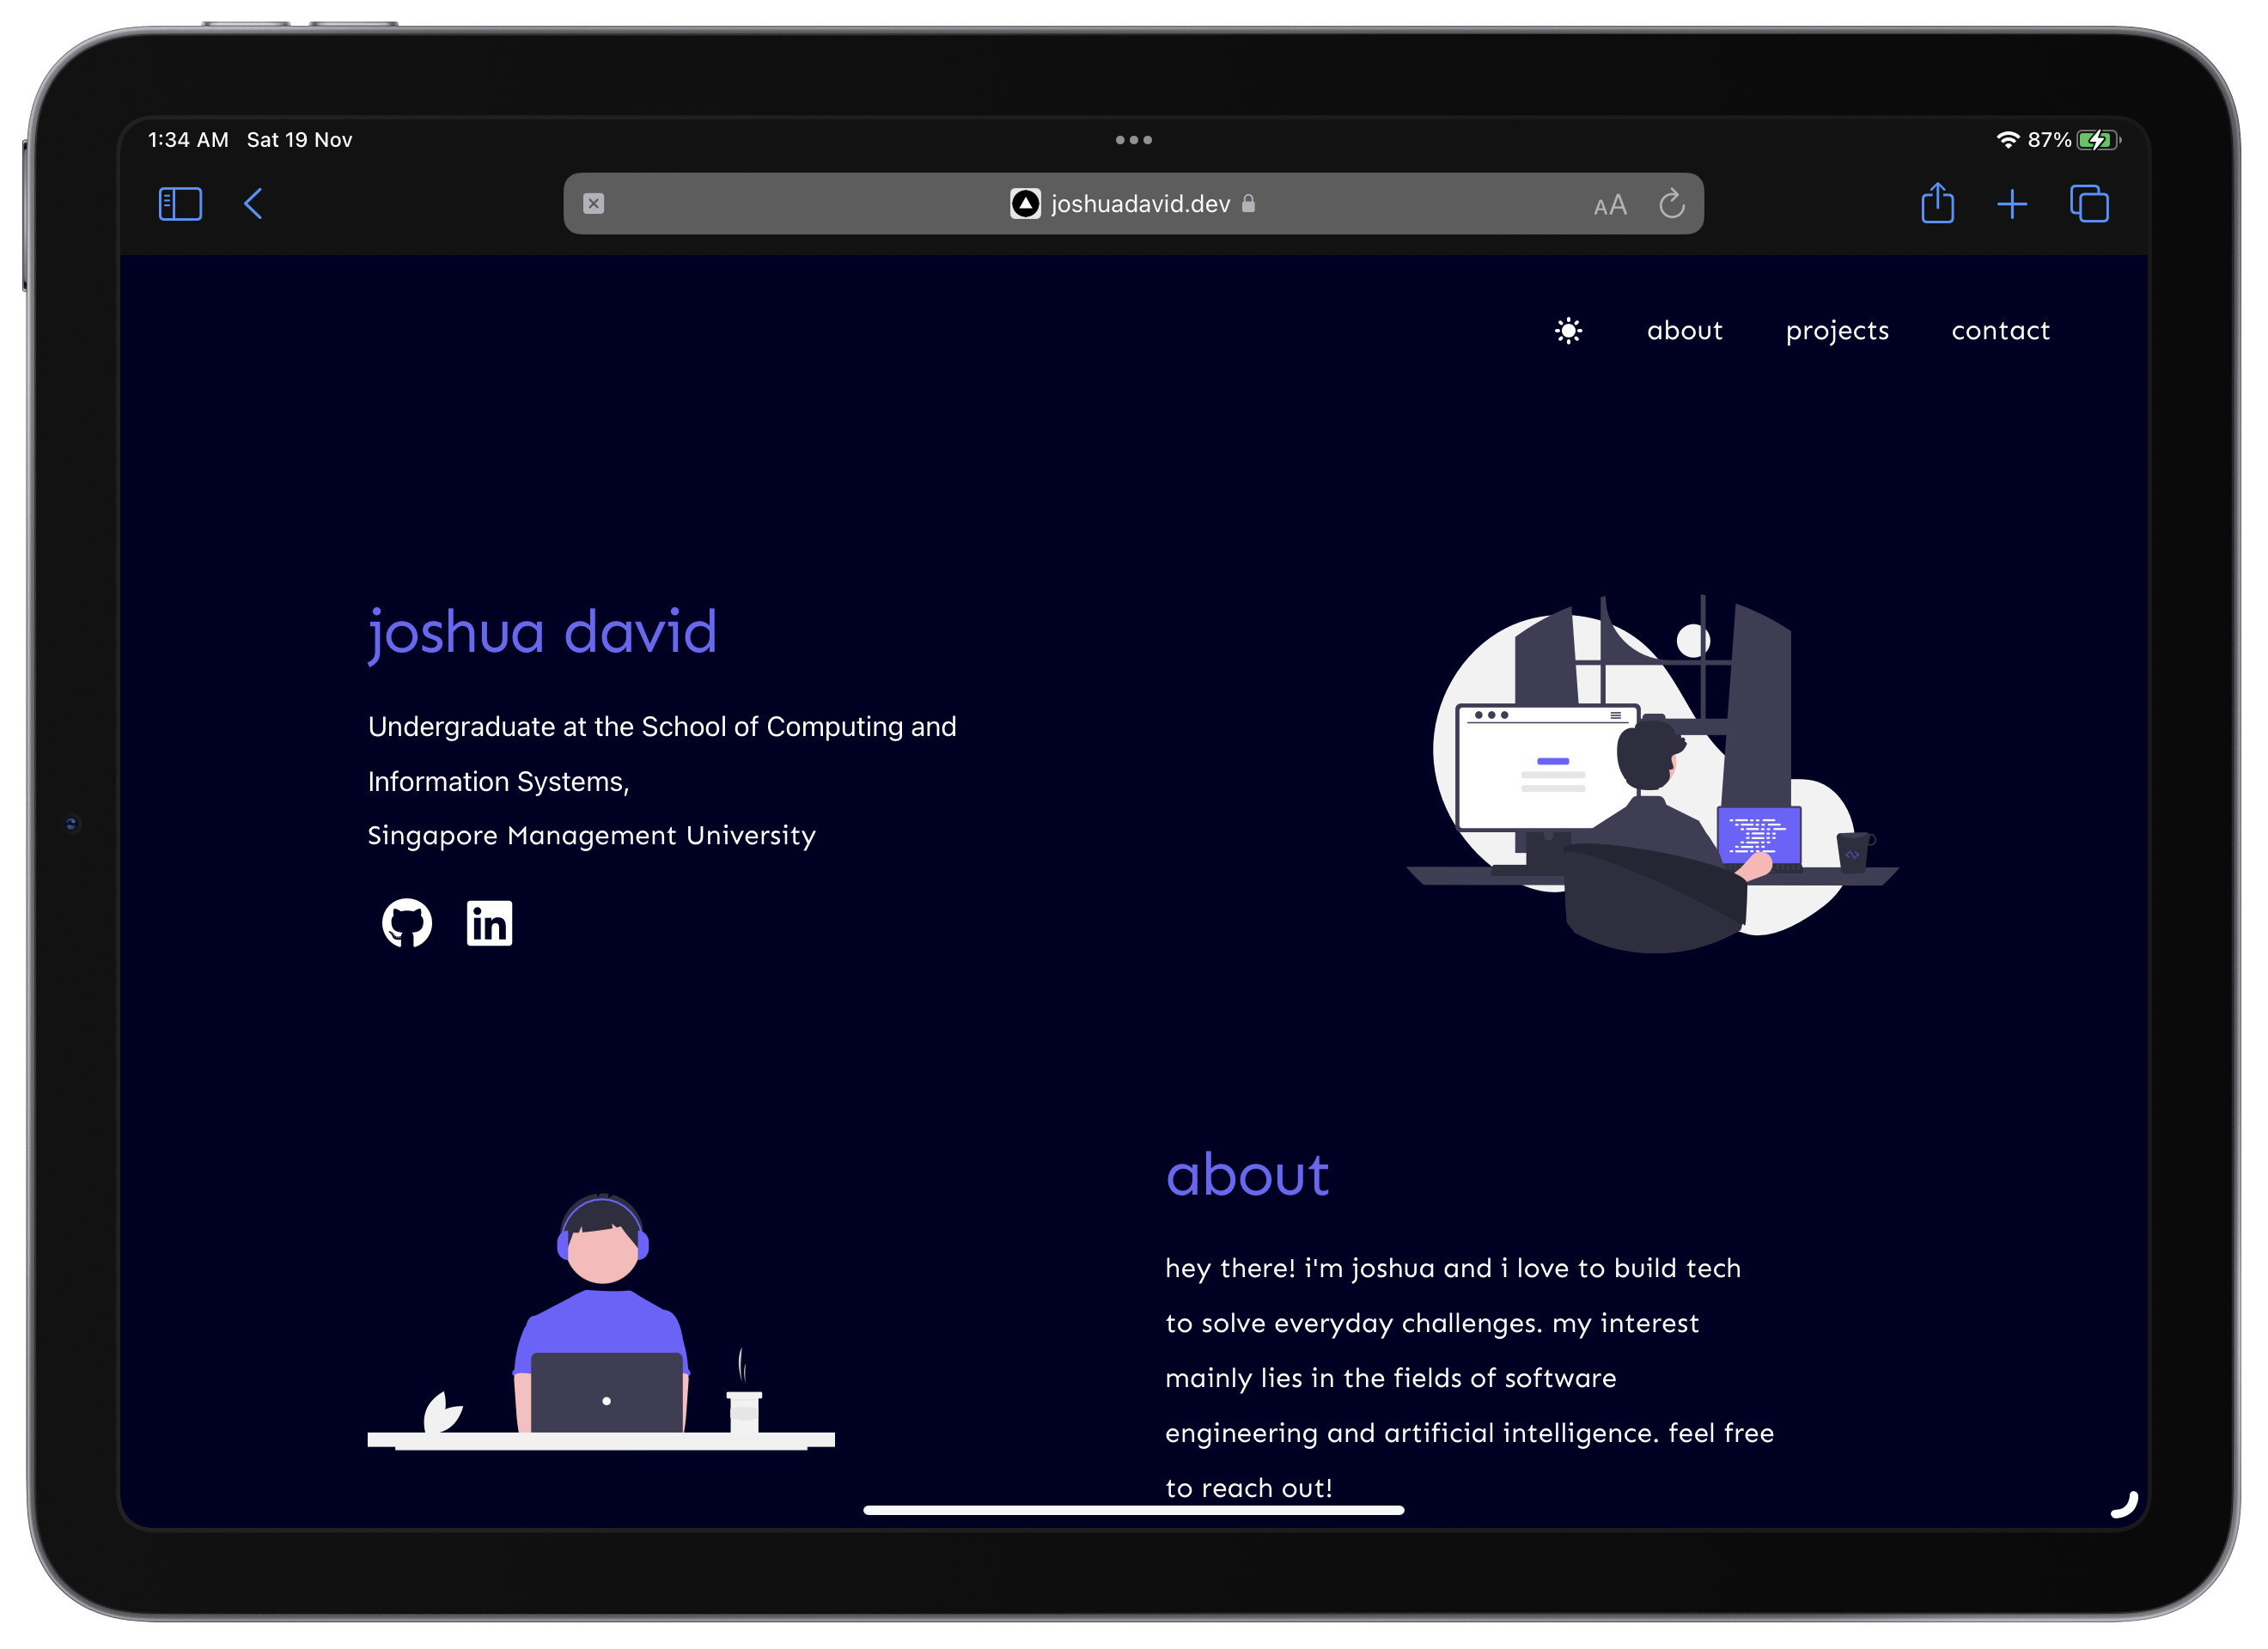 1:34 AM Sat 19 Nov
87%
joshuadavid.dev
AA
about projects contact
joshua david
Undergraduate at the School of Computing and
Information Systems,
Singapore Management University
in
about
hey there! i'm joshua and i love to build tech
to solve everyday challenges. my interest
mainly lies in the fields of software
engineering and artificial intelligence. feel free
to reach out!